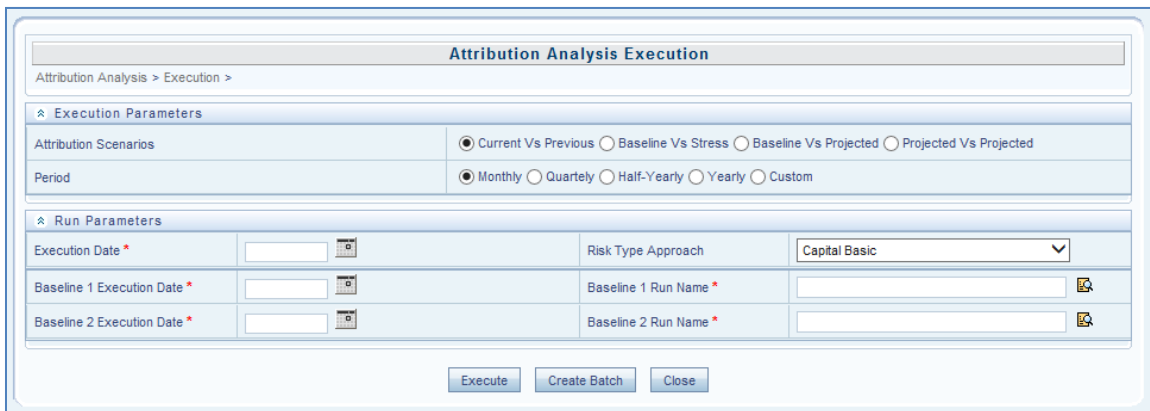 Attribution Analysis Execution
Attribution Analysis > Execution >
Execution Parameters
Attribution Scenarios Current Vs Previous Baseline Vs Stress Baseline Vs Projected Projected Vs Projected
Period Monthly Quartely Half-Yearly Yearly Custom
Run Parameters
Execution Date * Risk Type Approach Capital Basic
Baseline 1 Execution Date * Baseline 1 Run Name *
Baseline 2 Execution Date * Baseline 2 Run Name *
Execute Create Batch Close